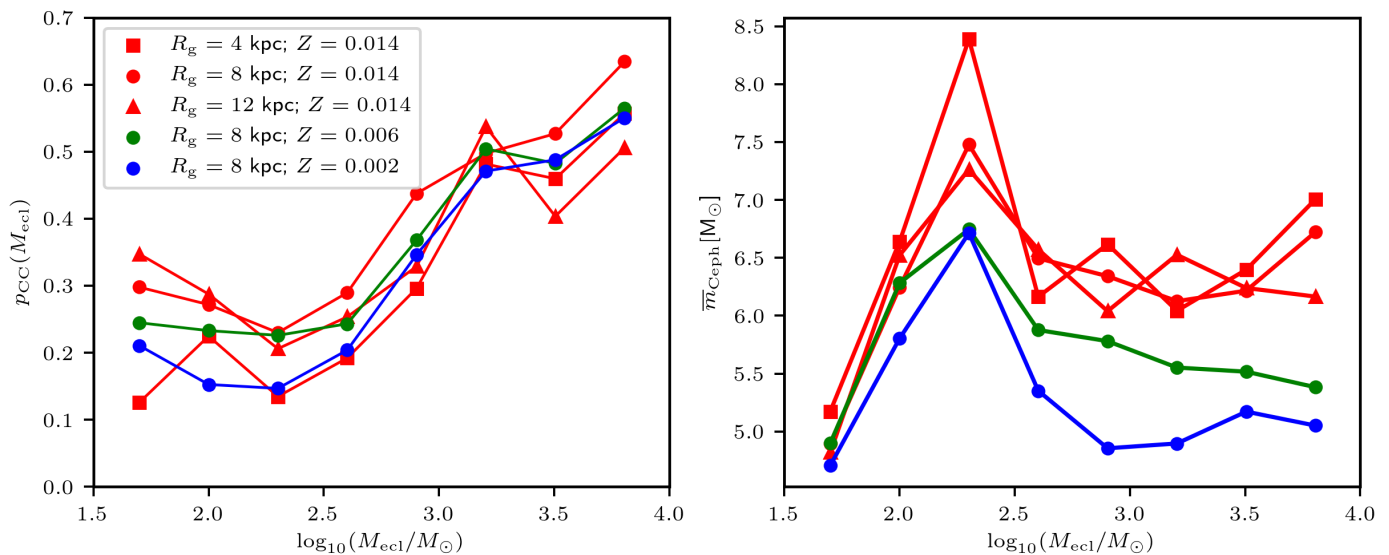 0.7
0.6
0.5
0.4
0.3
0.2
0.1
0.0
p_CC(M_ecl)
R_g = 4 kpc; Z = 0.014
R_g = 8 kpc; Z = 0.014
R_g = 12 kpc; Z = 0.014
R_g = 8 kpc; Z = 0.006
R_g = 8 kpc; Z = 0.002
1.5 2.0 2.5 3.0 3.5 4.0
log₁₀(M_ecl/M_⊙)
8.5
8.0
7.5
7.0
6.5
6.0
5.5
5.0
m̅_Ceph[M_⊙]
1.5 2.0 2.5 3.0 3.5 4.0
log₁₀(M_ecl/M_⊙)